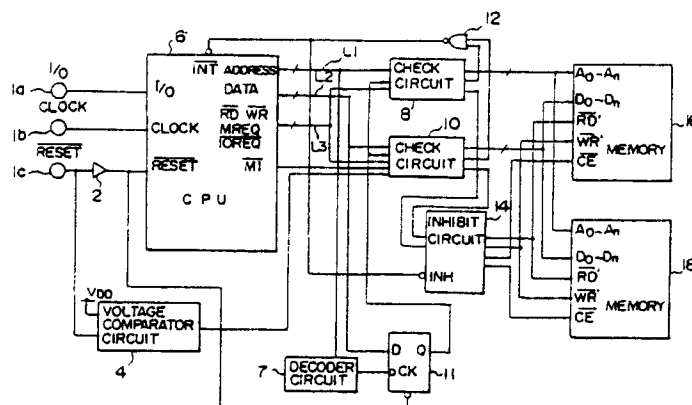 6
12
L1
1a
I/O
INT ADDRESS
L2
CHECK CIRCUIT
8
A0~An
D0~Dn
RD'
WR'
CE
MEMORY
16
I/O
DATA
CLOCK
1b
CLOCK
RD WR
MREQ
IOREQ
L3
10
CHECK CIRCUIT
RESET
1c
2
RESET
M1
CPU
14
INHIBIT CIRCUIT
INH
A0~An
D0~Dn
RD'
WR'
CE
MEMORY
18
VDD
VOLTAGE
COMPARATOR
CIRCUIT
4
7
DECODER
CIRCUIT
D Q
CK
11